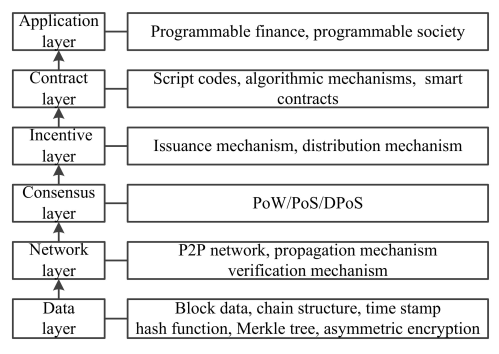 Application
layer
Programmable finance, programmable society
Contract
layer
Script codes, algorithmic mechanisms, smart
contracts
Incentive
layer
Issuance mechanism, distribution mechanism
Consensus
layer
PoW/PoS/DPoS
Network
layer
P2P network, propagation mechanism
verification mechanism
Data
layer
Block data, chain structure, time stamp
hash function, Merkle tree, asymmetric encryption